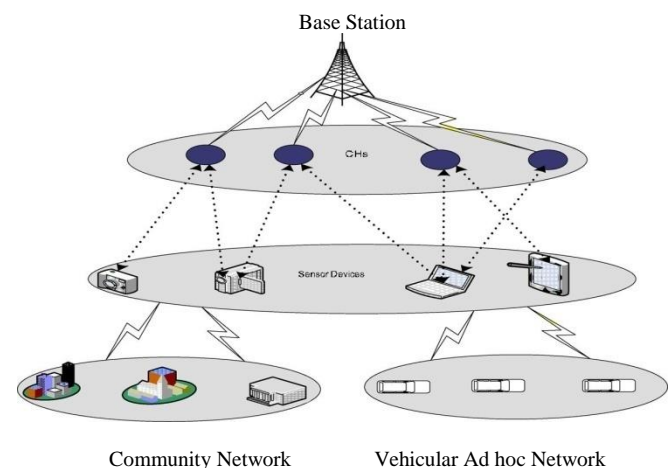 Base Station
CHs
Sensor Devices
Community Network
Vehicular Ad hoc Network